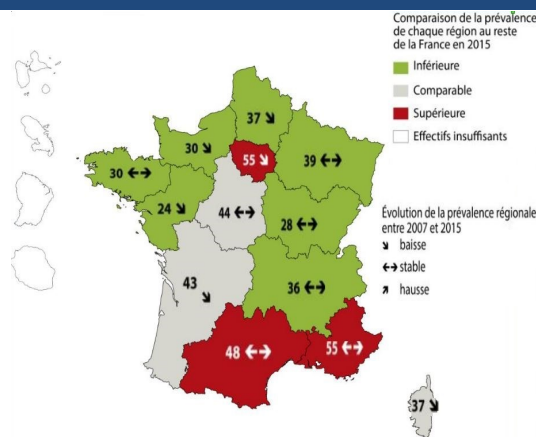 Comparaison de la prévalence
de chaque région au reste
de la France en 2015
Inférieure
Comparable
Supérieure
Effectifs insuffisants
Évolution de la prévalence régionale
entre 2007 et 2015
↘ baisse
↔ stable
↗ hausse
37 ↘
30 ↘
55 ↘
39 ↔
30 ↔
24 ↘
44 ↔
28 ↔
43 ↘
36 ↔
48 ↔
55 ↔
37 ↘